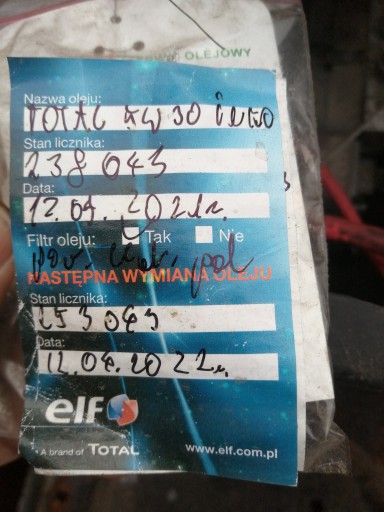 OLEJOWY
Nazwa oleju:
TOTAL 5W30
Stan licznika:
238 043
Data:
12.04.2021r.
Filtr oleju: Tak Nie
NASTĘPNA WYMIANA OLEJU
Stan licznika:
253 043
Data:
12.04.2022r.
elf
A brand of TOTAL
www.elf.com.pl